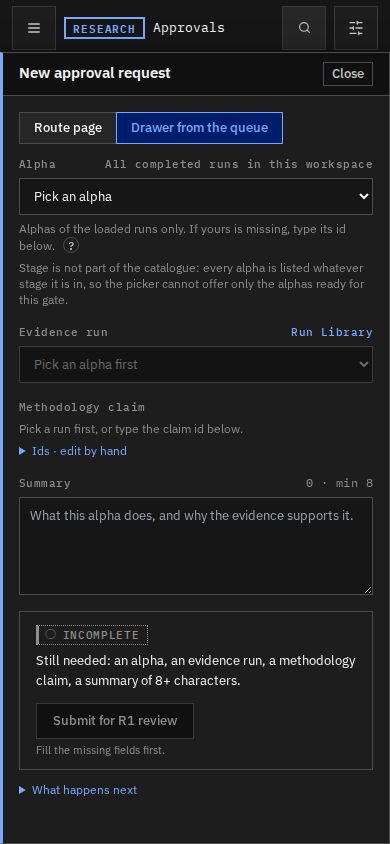 RESEARCH Approvals
New approval request Close
Route page Drawer from the queue
Alpha All completed runs in this workspace
Pick an alpha
Alphas of the loaded runs only. If yours is missing, type its id
below. ?
Stage is not part of the catalogue: every alpha is listed whatever
stage it is in, so the picker cannot offer only the alphas ready for
this gate.
Evidence run Run Library
Pick an alpha first
Methodology claim
Pick a run first, or type the claim id below.
Ids · edit by hand
Summary 0 · min 8
What this alpha does, and why the evidence supports it.
INCOMPLETE
Still needed: an alpha, an evidence run, a methodology
claim, a summary of 8+ characters.
Submit for R1 review
Fill the missing fields first.
What happens next